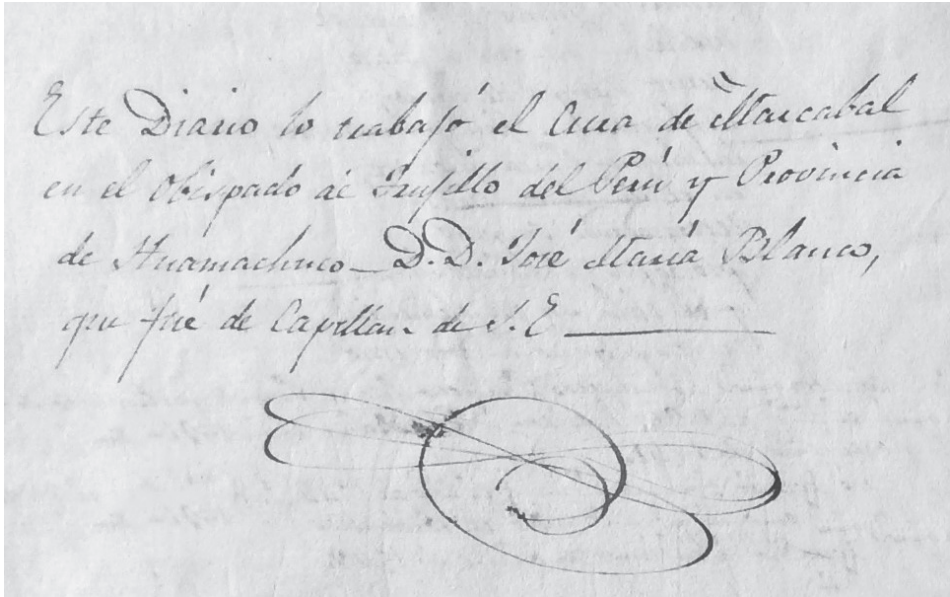 Este Diario lo trabajó el Cura de Marcabal
en el Obispado de Trujillo del Perú y Provincia
de Huamachuco_ D.D. José María Blanco,
que fué de Capellan de S.E